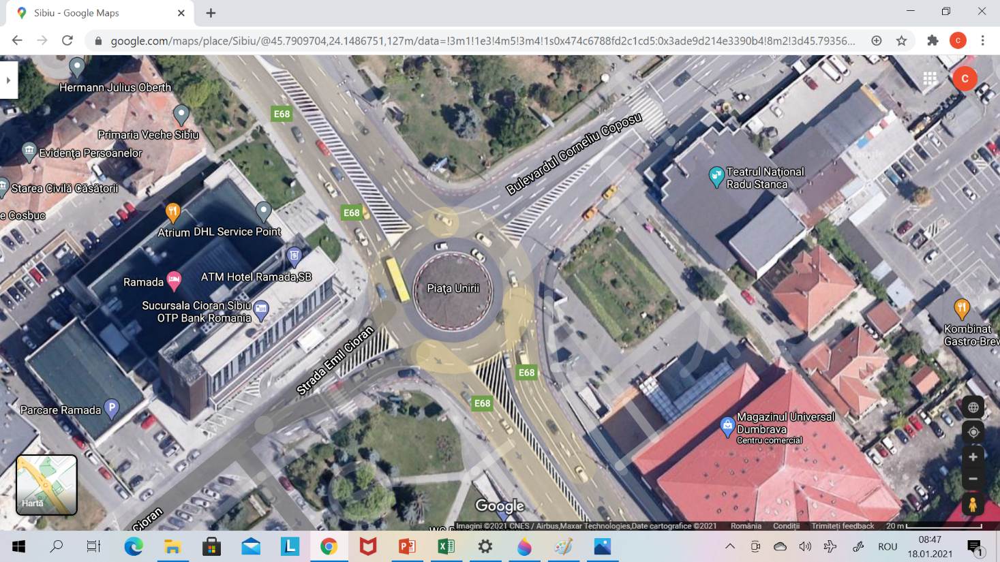 Sibiu - Google Maps
google.com/maps/place/Sibiu/@45.7909704,24.1486751,127m/data=!3m1!1e3!4m5!3m4!1s0x474c6788fd2c1cd5:0x3ade9d214e3390b4!8m2!3d45.79356...
C
C
Hermann Julius Oberth
E68
Primaria Veche Sibiu
Evidenţa Persoanelor
Starea Civilă Căsătorii
e Cosbuc
E68
Bulevardul Corneliu Coposu
Teatrul Naţional
Radu Stanca
Atrium
DHL Service Point
Ramada
ATM Hotel Ramada,SB
Piaţa Unirii
Sucursala Cioran Sibiu
OTP Bank Romania
Kombinat
Gastro-Brew
Strada Emil Cioran
E68
E68
Parcare Ramada
P
Magazinul Universal
Dumbrava
Centru comercial
Hartă
Cioran
Google
Imagini ©2021 CNES / Airbus,Maxar Technologies,Date cartografice ©2021
România
Condiții
Trimiteți feedback
20 m
L
ROU
08:47
18.01.2021
1